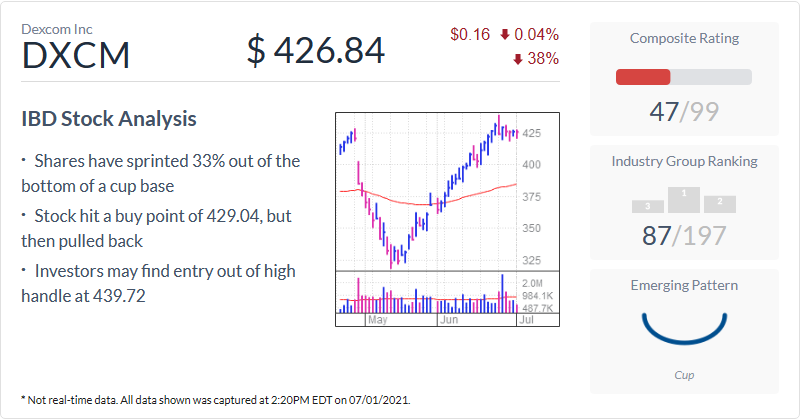 Dexcom Inc
DXCM
$ 426.84
$0.16 0.04%
38%
IBD Stock Analysis
· Shares have sprinted 33% out of the
bottom of a cup base
· Stock hit a buy point of 429.04, but
then pulled back
· Investors may find entry out of high
handle at 439.72
425
400
375
350
325
2.0M
984.1K
487.7K
May
Jun
Jul
Composite Rating
47/99
Industry Group Ranking
3
1
2
87/197
Emerging Pattern
Cup
* Not real-time data. All data shown was captured at 2:20PM EDT on 07/01/2021.